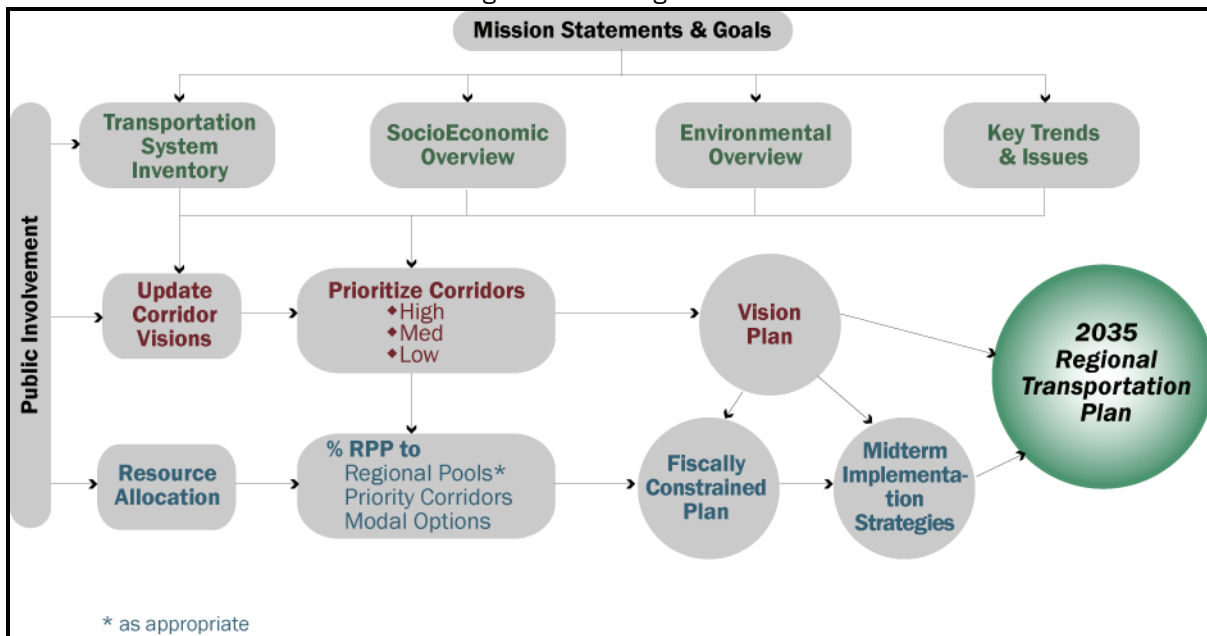 Mission Statements & Goals
Public Involvement
Transportation
System
Inventory
SocioEconomic
Overview
Environmental
Overview
Key Trends
& Issues
Update
Corridor
Visions
Prioritize Corridors
◆High
◆Med
◆Low
Vision
Plan
2035
Regional
Transportation
Plan
Resource
Allocation
% RPP to
Regional Pools*
Priority Corridors
Modal Options
Fiscally
Constrained
Plan
Midterm
Implementa-
tion
Strategies
* as appropriate